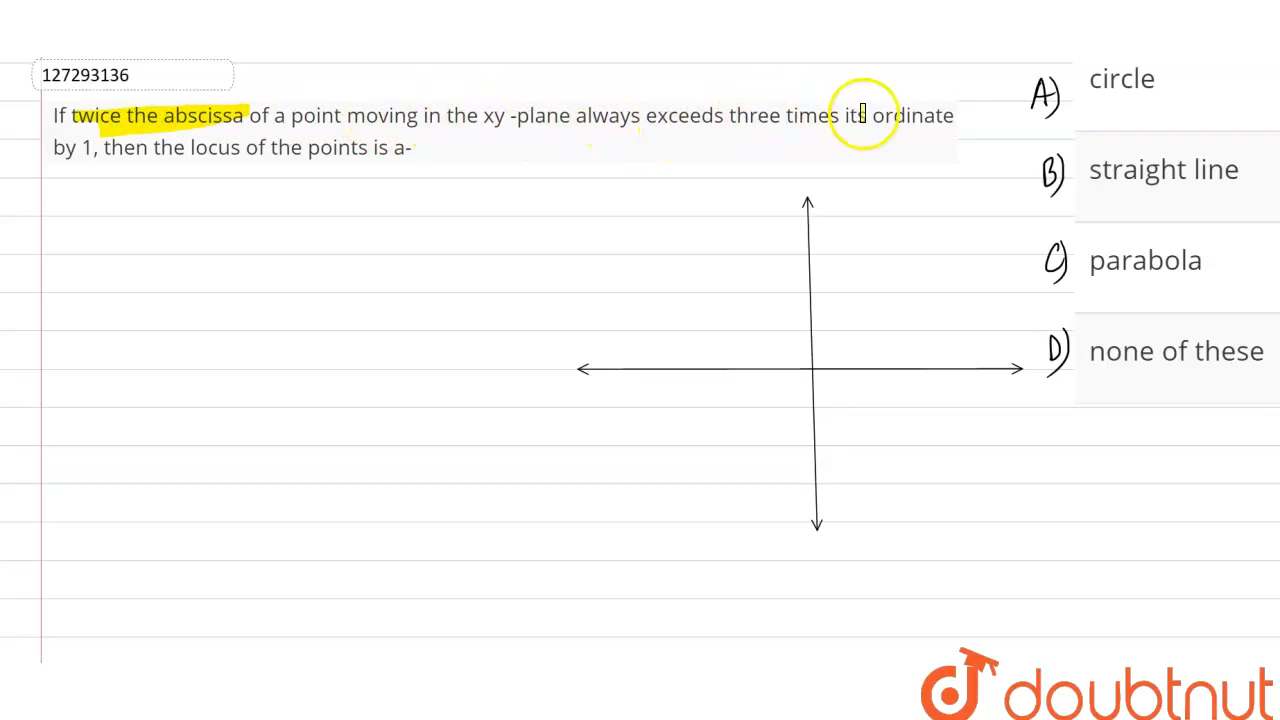 127293136
If twice the abscissa of a point moving in the xy -plane always exceeds three times its ordinate
by 1, then the locus of the points is a-
A) circle
B) straight line
C) parabola
D) none of these
doubtnut